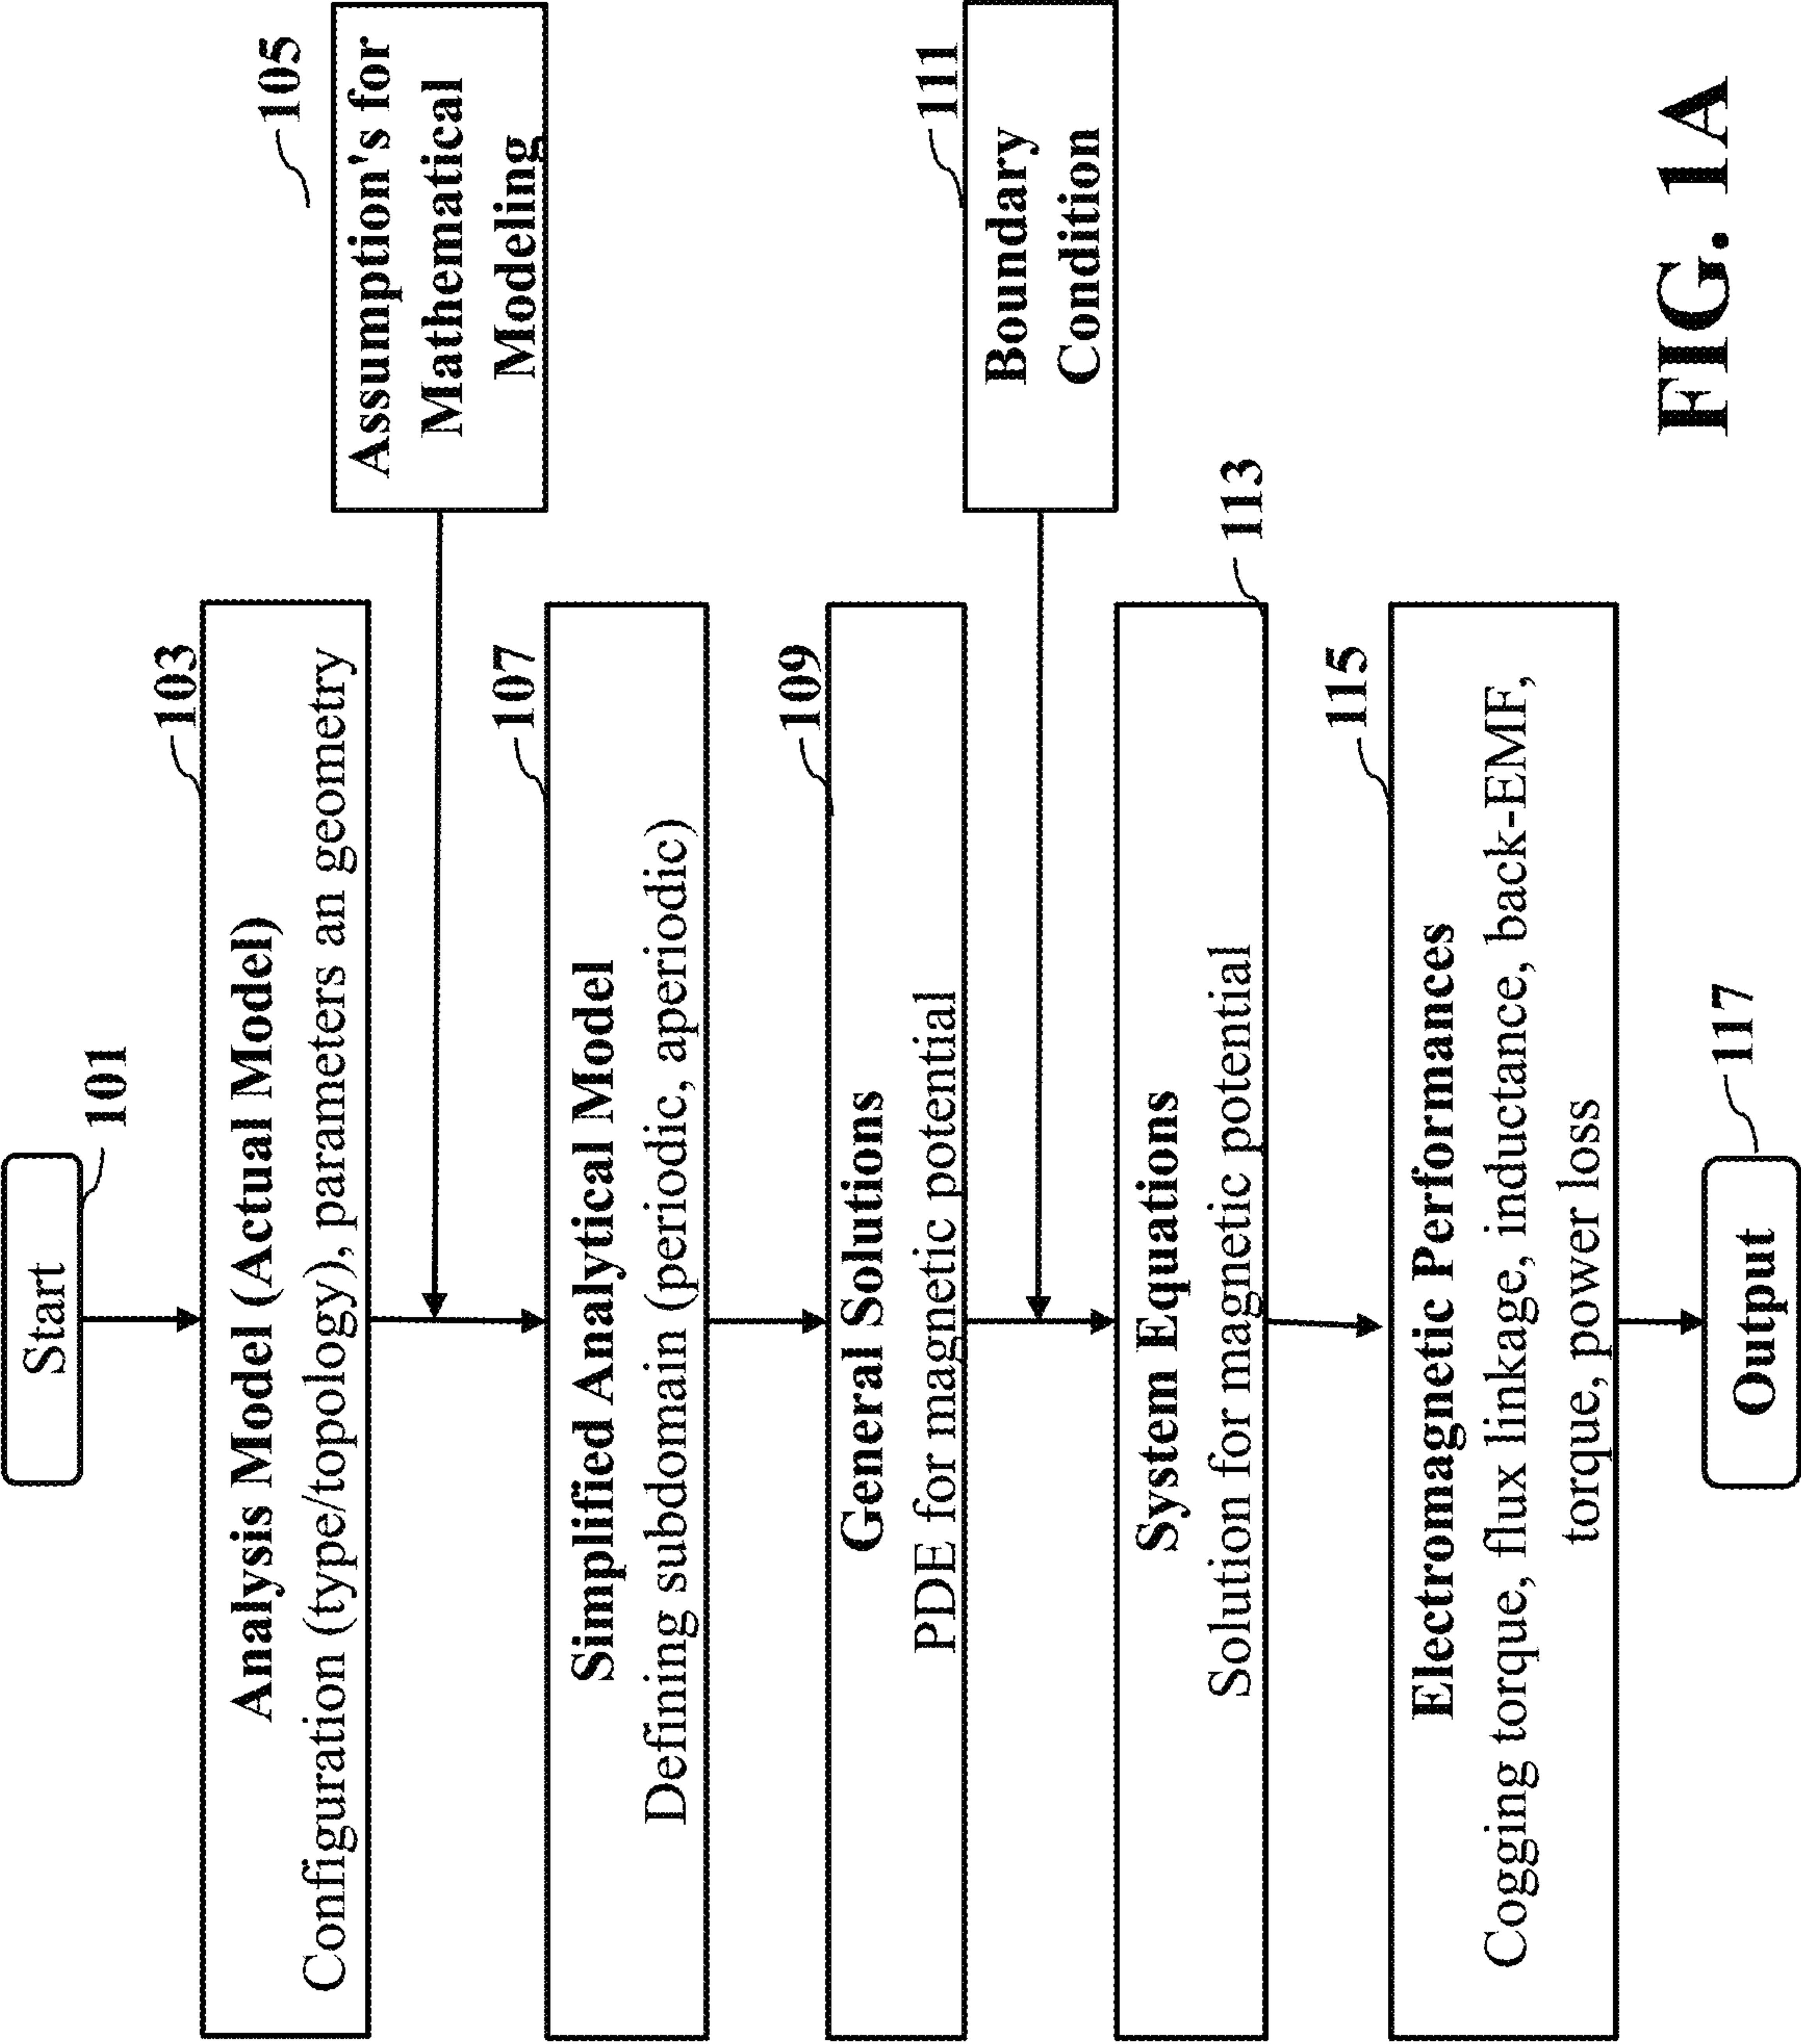 Start
101
103
Analysis Model (Actual Model)
Configuration (type/topology), parameters an geometry
105
Assumption's for
Mathematical
Modeling
107
Simplified Analytical Model
Defining subdomain (periodic, aperiodic)
109
General Solutions
PDE for magnetic potential
111
Boundary
Condition
113
System Equations
Solution for magnetic potential
115
Electromagnetic Performances
Cogging torque, flux linkage, inductance, back-EMF,
torque, power loss
117
Output
FIG. 1A